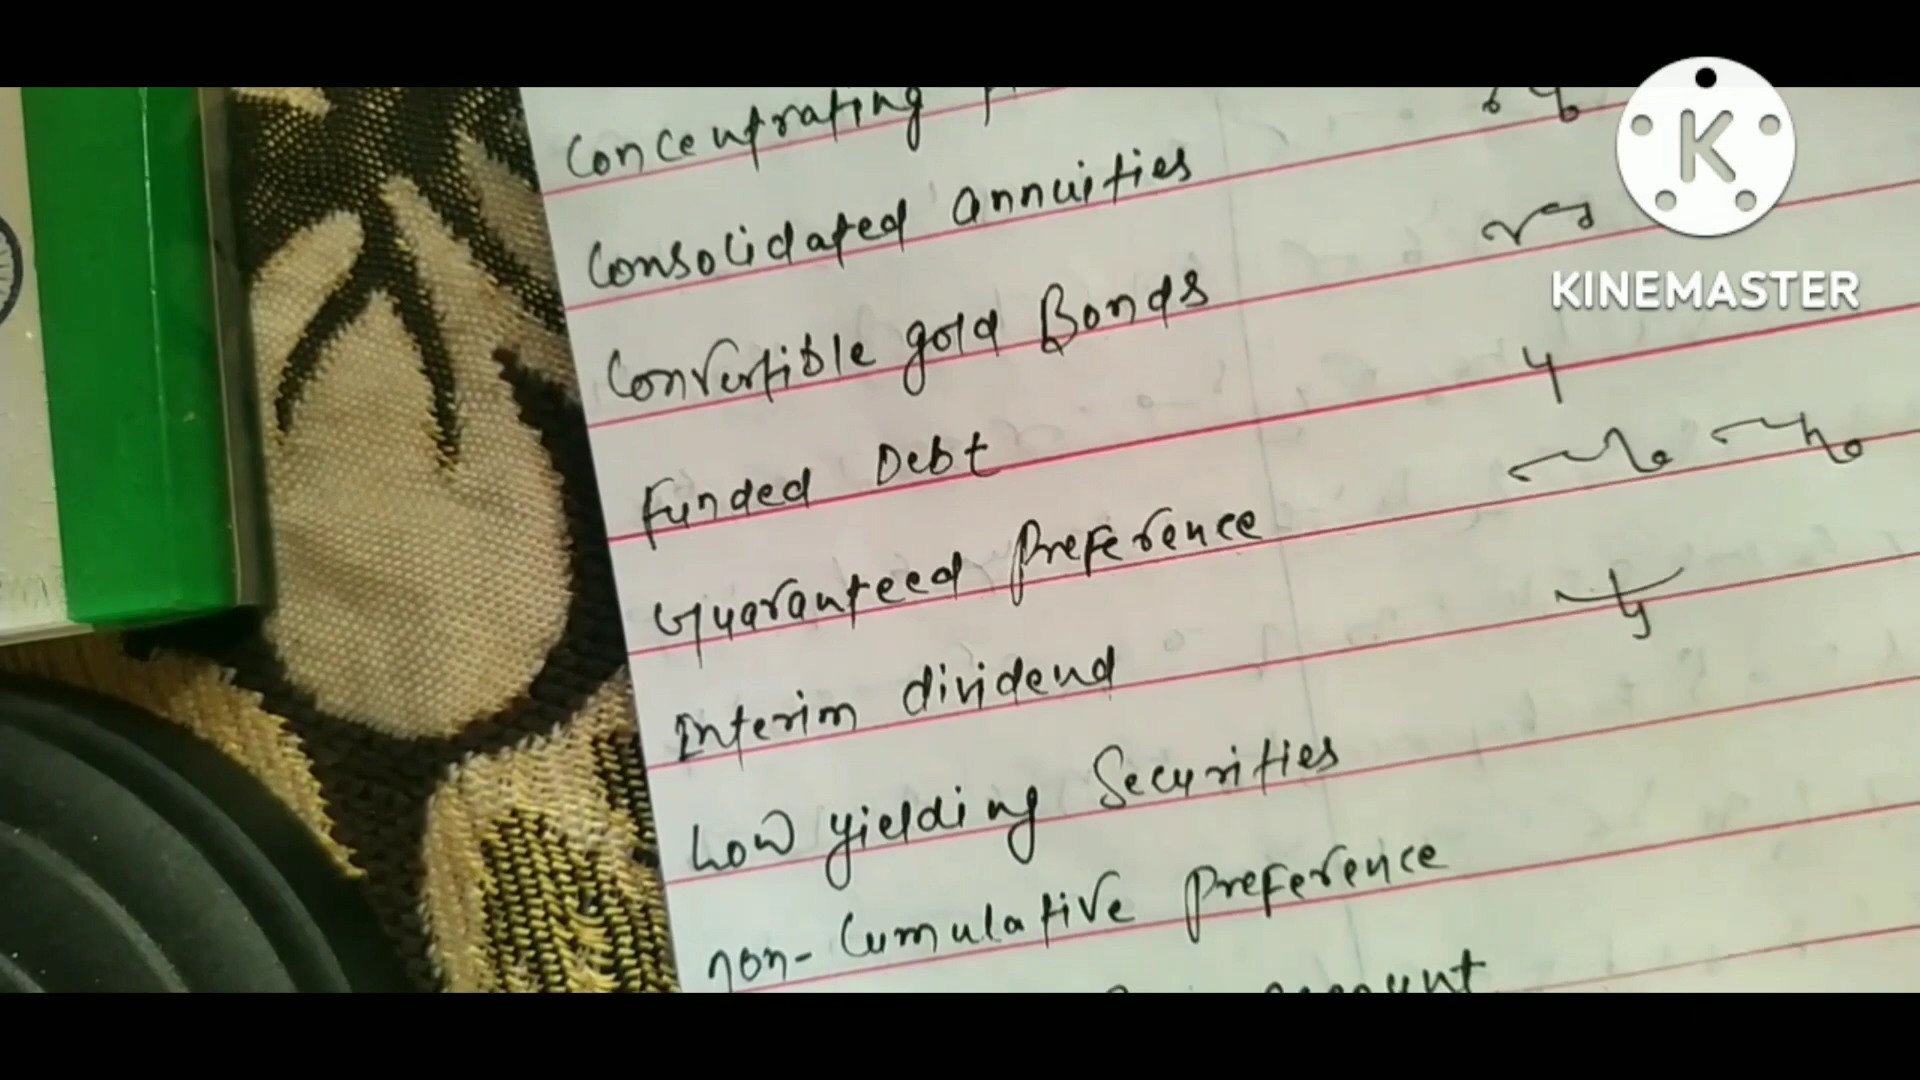 Concentrating
Consolidated annuities
Convertible gold Bonds
Funded Debt
Guaranteed Preference
Interim dividend
Low yielding Securities
non-Cumulative Preference
K
KINEMASTER